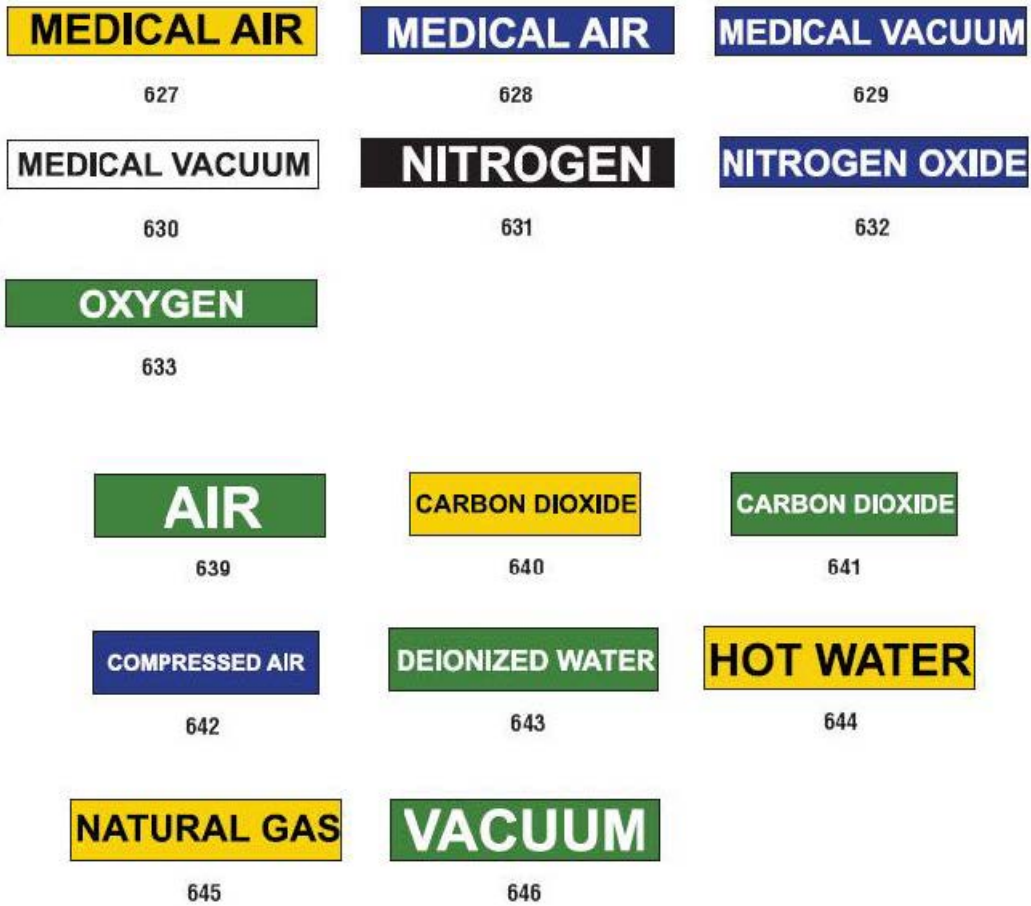 MEDICAL AIR
MEDICAL AIR
MEDICAL VACUUM
627
628
629
MEDICAL VACUUM
NITROGEN
NITROGEN OXIDE
630
631
632
OXYGEN
633
AIR
CARBON DIOXIDE
CARBON DIOXIDE
639
640
641
COMPRESSED AIR
DEIONIZED WATER
HOT WATER
642
643
644
NATURAL GAS
VACUUM
645
646